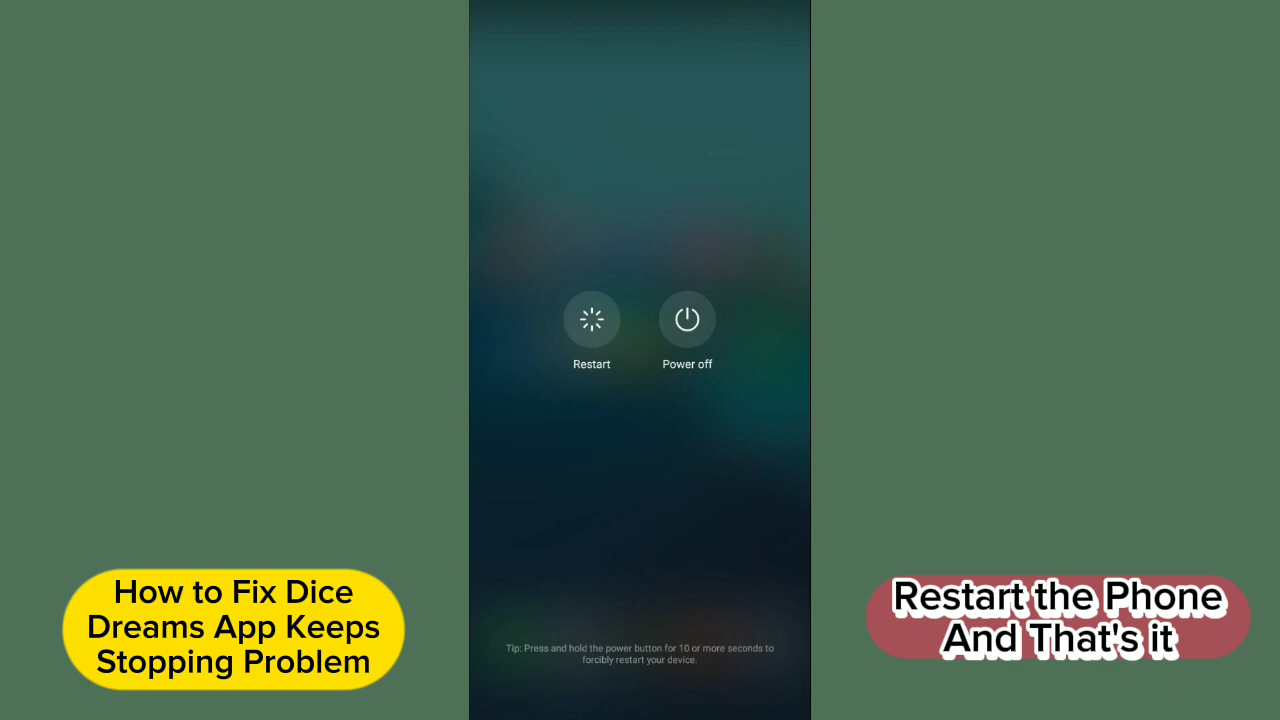 Restart
Power off
Tip: Press and hold the power button for 10 or more seconds to
forcibly restart your device.
How to Fix Dice
Dreams App Keeps
Stopping Problem
Restart the Phone
And That's it